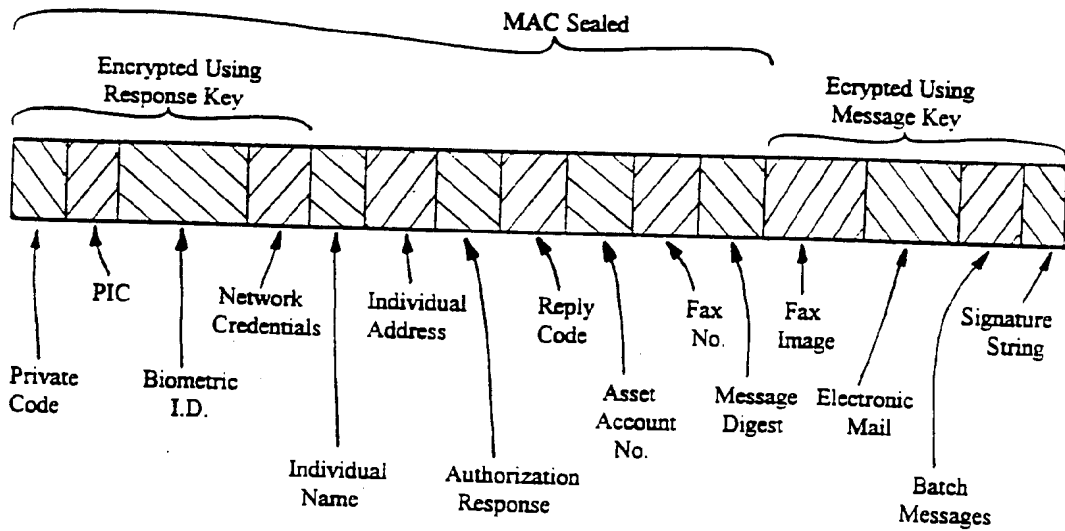 MAC Sealed
Encrypted Using
Response Key
Ecrypted Using
Message Key
PIC
Network
Credentials
Individual
Address
Reply
Code
Fax
No.
Fax
Image
Signature
String
Private
Code
Biometric
I.D.
Asset
Account
No.
Message
Digest
Electronic
Mail
Individual
Name
Authorization
Response
Batch
Messages